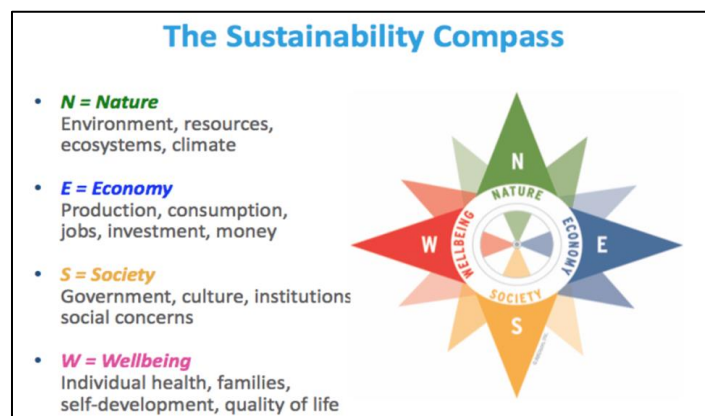 The Sustainability Compass
• N = Nature
Environment, resources,
ecosystems, climate
• E = Economy
Production, consumption,
jobs, investment, money
• S = Society
Government, culture, institutions
social concerns
• W = Wellbeing
Individual health, families,
self-development, quality of life
N
NATURE
W
WELLBEING
ECONOMY
E
SOCIETY
S